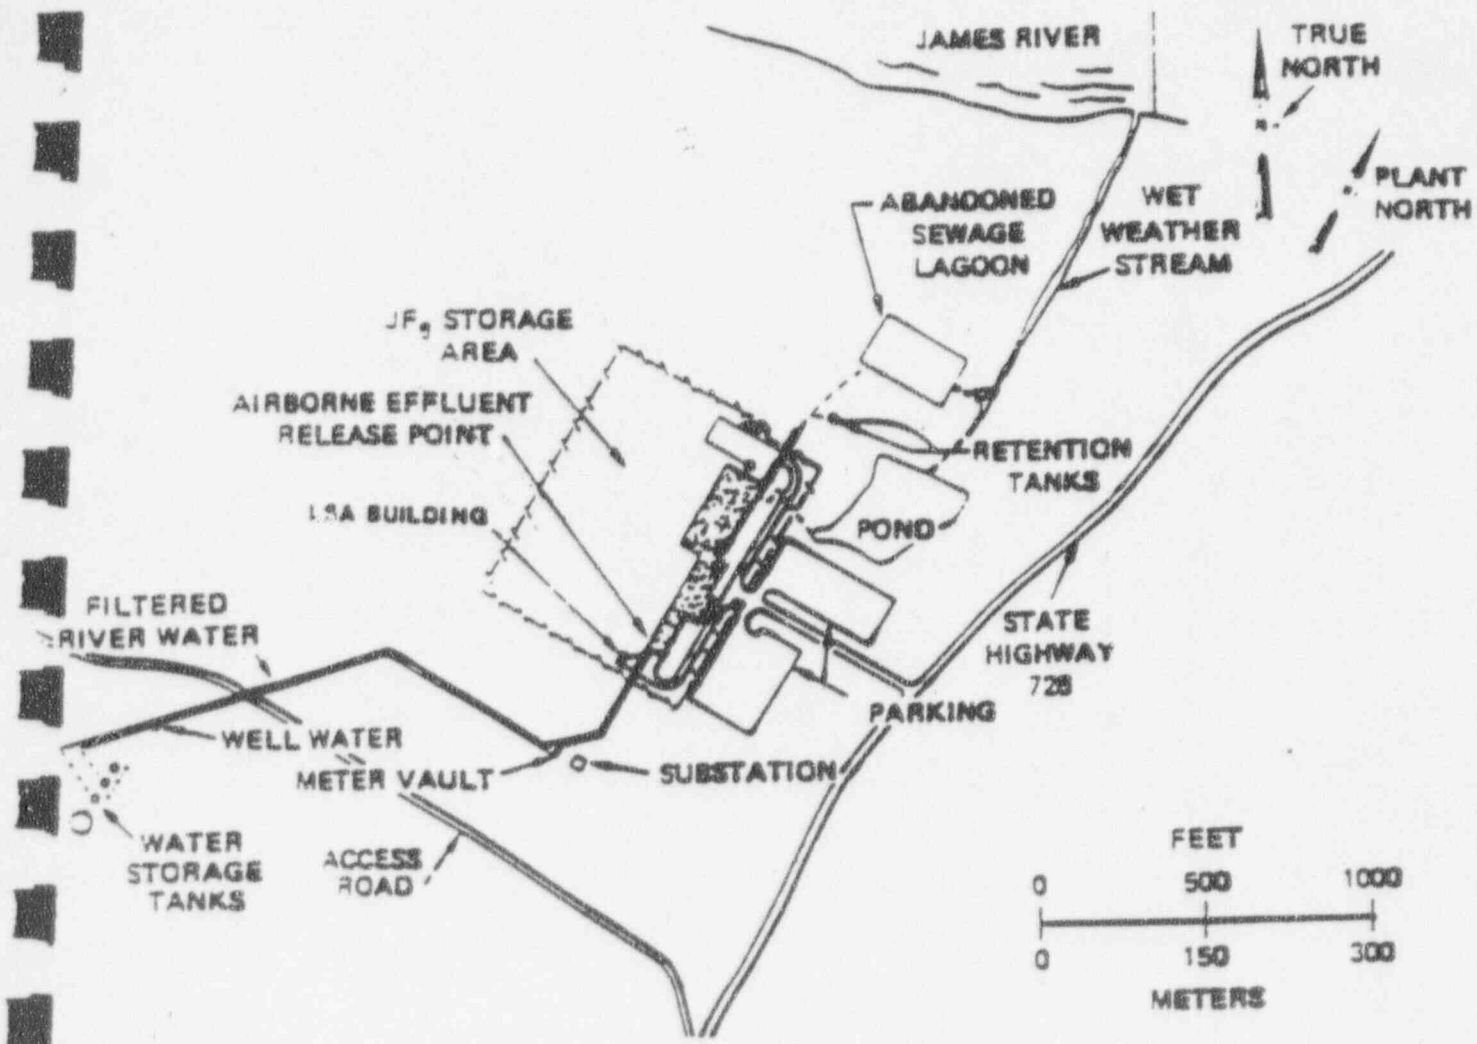 JAMES RIVER
TRUE
NORTH
PLANT
NORTH
ABANDONED
SEWAGE
LAGOON
WET
WEATHER
STREAM
STORAGE
AREA
AIRBORNE EFFLUENT
RELEASE POINT
LSA BUILDING
RETENTION
TANKS
POND
FILTERED
RIVER WATER
STATE
HIGHWAY
726
PARKING
WELL WATER
METER VAULT
SUBSTATION
WATER
STORAGE
TANKS
ACCESS
ROAD
FEET
0 500 1000
0 150 300
METERS